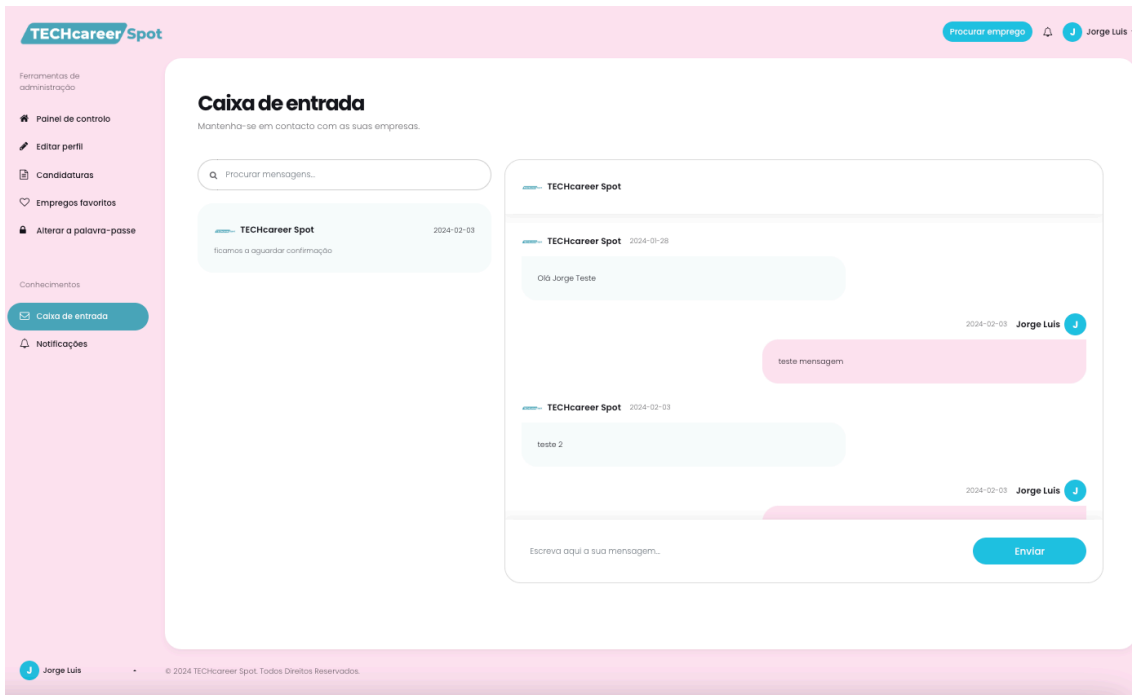 TECHcareer Spot
Procurar emprego
J
Jorge Luis
Ferramentas de
administração
Painel de controlo
Editar perfil
Candidaturas
Empregos favoritos
Alterar a palavra-passe
Conhecimentos
Caixa de entrada
Notificações
Caixa de entrada
Mantenha-se em contacto com as suas empresas.
Procurar mensagens...
TECHcareer Spot 2024-02-03
ficamos a aguardar confirmação
TECHcareer Spot
TECHcareer Spot 2024-01-28
Olá Jorge Teste
2024-02-03 Jorge Luis J
teste mensagem
TECHcareer Spot 2024-02-03
teste 2
2024-02-03 Jorge Luis J
Escreva aqui a sua mensagem...
Enviar
J Jorge Luis
© 2024 TECHcareer Spot. Todos Direitos Reservados.